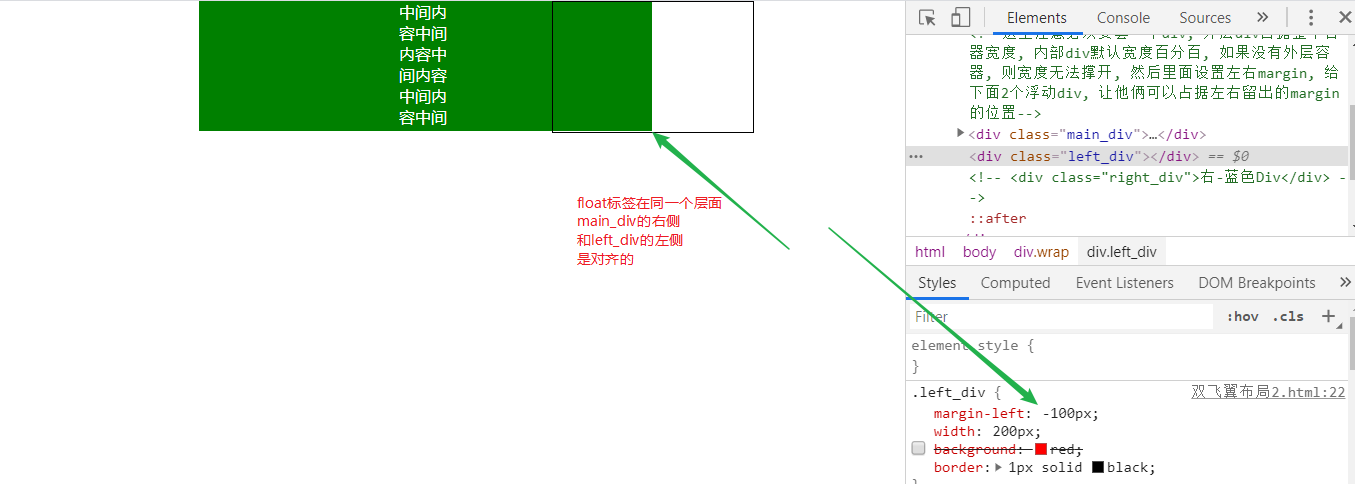 中间内
容中间
内容中
间内容
中间内
容中间
float标签在同一个层面
main_div的右侧
和left_div的左侧
是对齐的
Elements Console Sources »
器宽度, 内部div默认宽度百分百, 如果没有外层容
器, 则宽度无法撑开, 然后里面设置左右margin, 给
下面2个浮动div, 让他俩可以占据左右留出的margin
的位置-->
<div class="main_div">…</div>
<div class="left_div"></div> == $0
<!-- <div class="right_div">右-蓝色Div</div> -
->
::after
html body div.wrap div.left_div
Styles Computed Event Listeners DOM Breakpoints »
Filter :hov .cls +
element.style {
}
.left_div { 双飞翼布局2.html:22
margin-left: -100px;
width: 200px;
background: red;
border: 1px solid black;